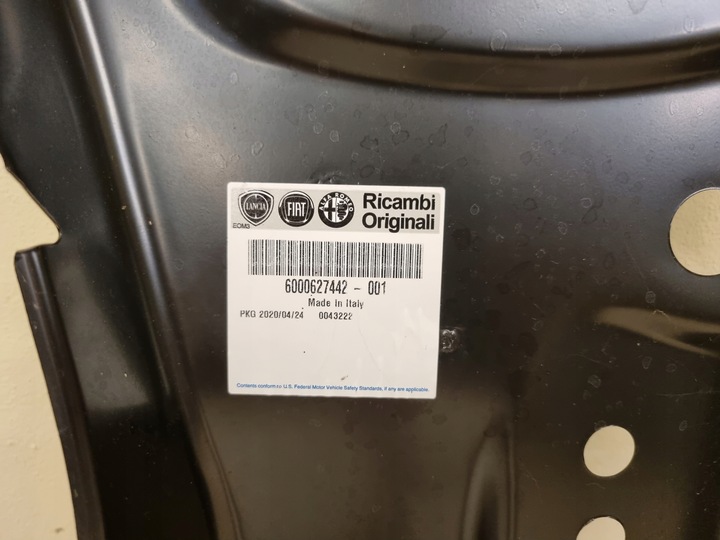 LANCIA FIAT ALFA ROMEO Ricambi
Originali
EOM3
6000627442 - 001
Made In Italy
PKG 2020/04/24 0043222
Contents conform to U.S. Federal Motor Vehicle Safety Standards, if any are applicable.